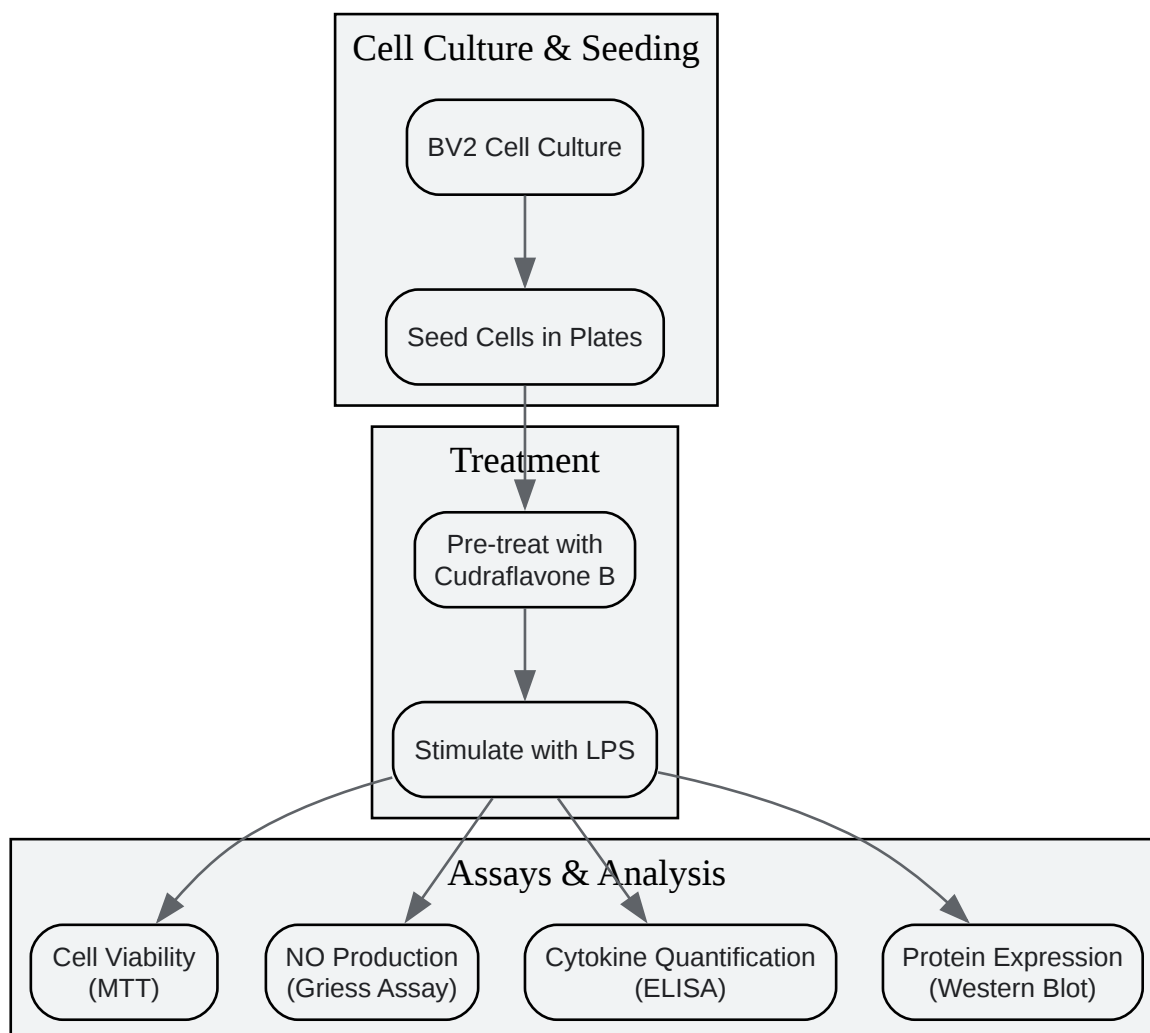 Cell Culture & Seeding
BV2 Cell Culture
Seed Cells in Plates
Treatment
Pre-treat with
Cudraflavone B
Stimulate with LPS
Assays & Analysis
Cell Viability
(MTT)
NO Production
(Griess Assay)
Cytokine Quantification
(ELISA)
Protein Expression
(Western Blot)